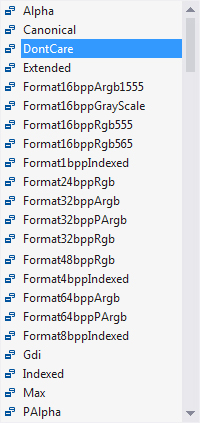 Alpha
Canonical
DontCare
Extended
Format16bppArgb1555
Format16bppGrayScale
Format16bppRgb555
Format16bppRgb565
Format1bppIndexed
Format24bppRgb
Format32bppArgb
Format32bppPArgb
Format32bppRgb
Format48bppRgb
Format4bppIndexed
Format64bppArgb
Format64bppPArgb
Format8bppIndexed
Gdi
Indexed
Max
PAlpha